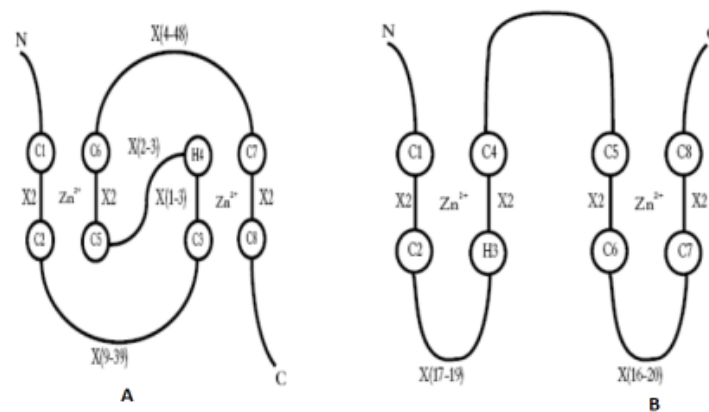 N
X(4-48)
C1
C6
X(2-3)
H4
C7
X2
Zn²⁺
X2
X(1-3)
Zn²⁺
X2
C2
C5
C3
C8
X(9-39)
C
A
N
C1
C4
C5
C8
X2
Zn²⁺
X2
X2
Zn²⁺
X2
C2
H3
C6
C7
X(17-19)
X(16-20)
B